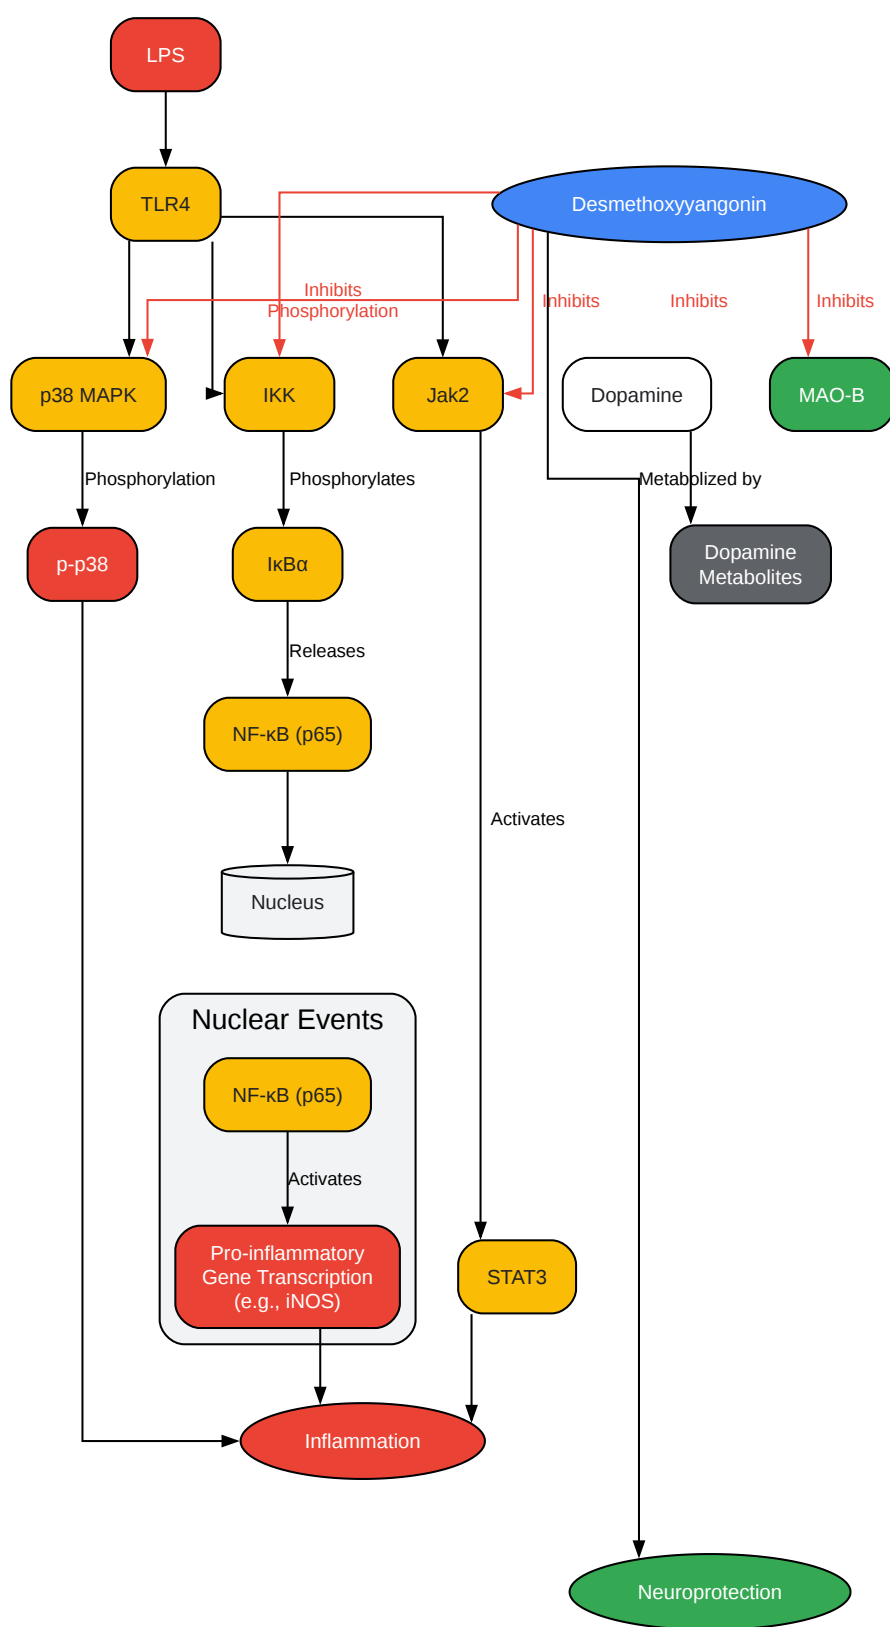 LPS
TLR4
Desmethoxyyangonin
Inhibits
Phosphorylation
Inhibits
Inhibits
Inhibits
p38 MAPK
IKK
Jak2
Dopamine
MAO-B
Phosphorylation
Phosphorylates
Metabolized by
p-p38
IκBα
Dopamine
Metabolites
Releases
NF-κB (p65)
Activates
Nucleus
Nuclear Events
NF-κB (p65)
Activates
Pro-inflammatory
Gene Transcription
(e.g., iNOS)
STAT3
Inflammation
Neuroprotection